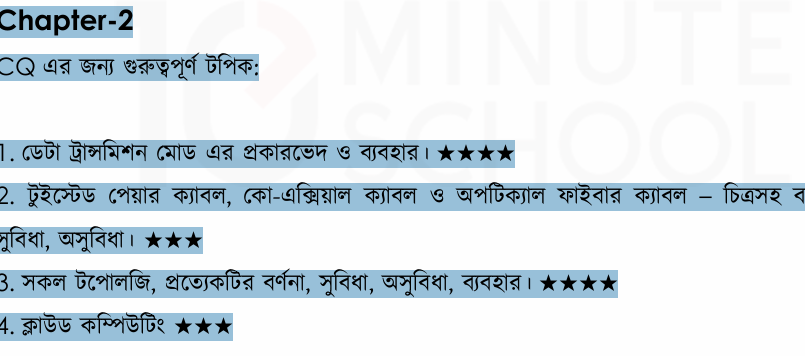 Chapter-2
CQ এর জন্য গুরুত্বপূর্ণ টপিক:
1. ডেটা ট্রান্সমিশন মোড এর প্রকারভেদ ও ব্যবহার। ★★★★
2. টুইস্টেড পেয়ার ক্যাবল, কো-এক্সিয়াল ক্যাবল ও অপটিক্যাল ফাইবার ক্যাবল – চিত্রসহ
সুবিধা, অসুবিধা। ★★★
3. সকল টপোলজি, প্রত্যেকটির বর্ণনা, সুবিধা, অসুবিধা, ব্যবহার। ★★★★
4. ক্লাউড কম্পিউটিং ★★★
MINUTE
SCHOOL